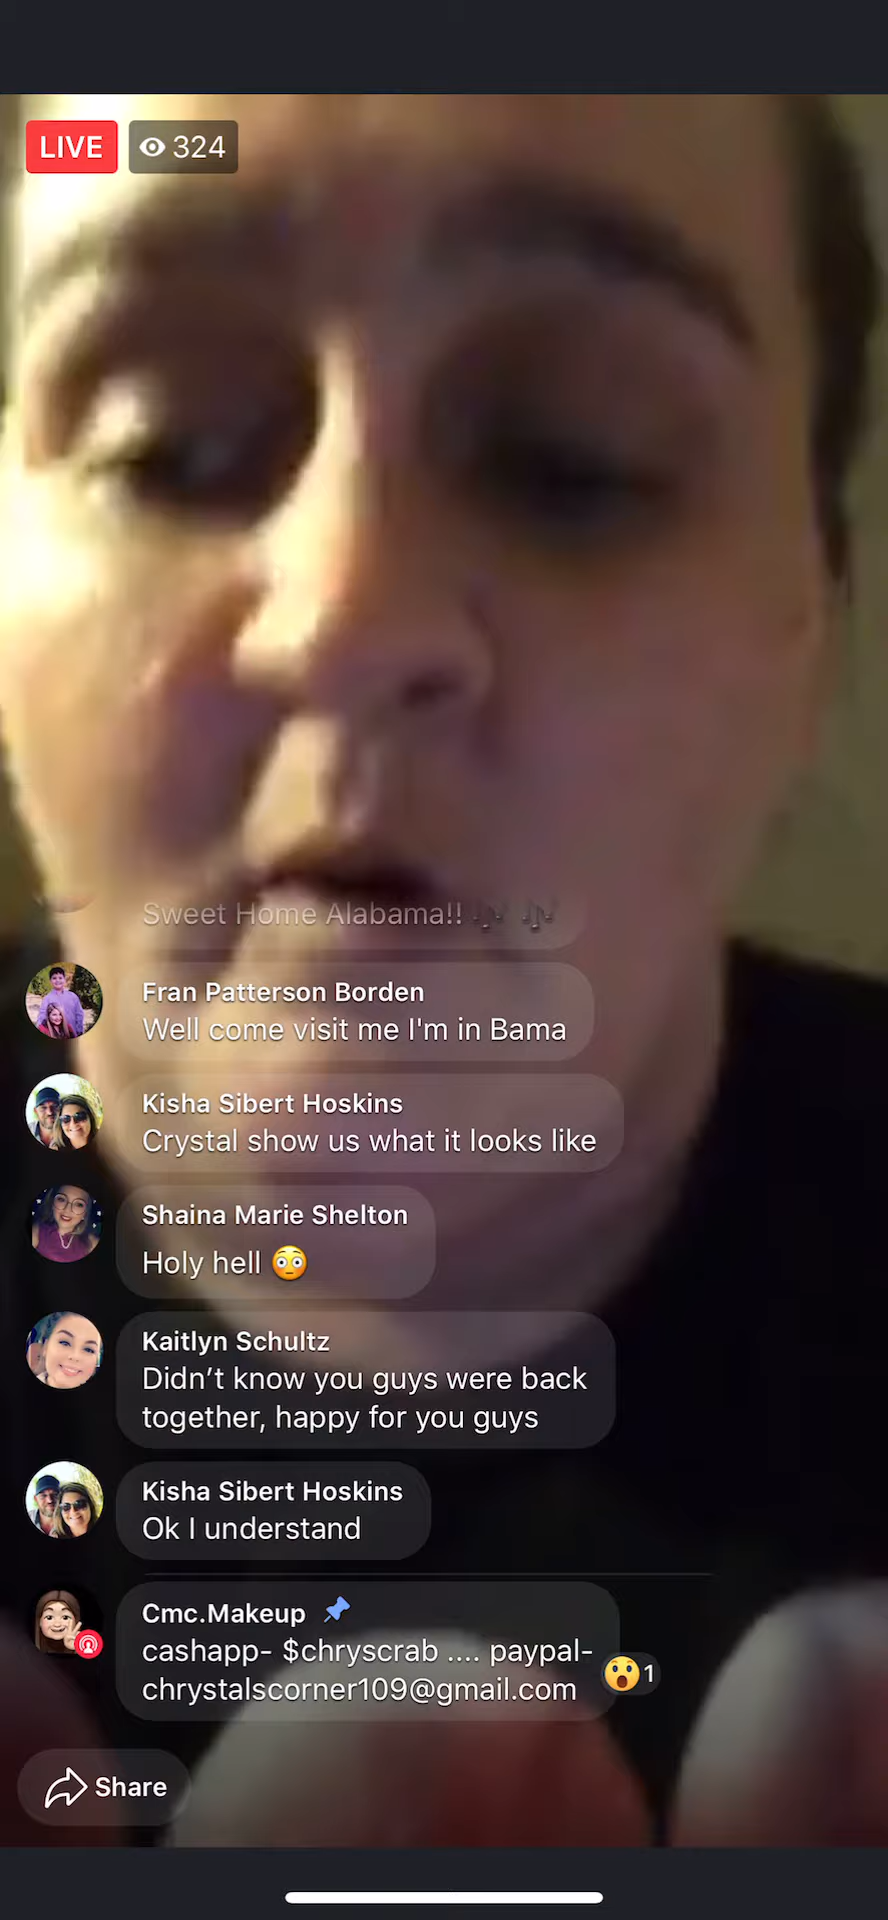 LIVE 324
Sweet Home Alabama!! 🎶 🎶
Fran Patterson Borden
Well come visit me I'm in Bama
Kisha Sibert Hoskins
Crystal show us what it looks like
Shaina Marie Shelton
Holy hell 😳
Kaitlyn Schultz
Didn’t know you guys were back
together, happy for you guys
Kisha Sibert Hoskins
Ok I understand
Cmc.Makeup 📌
cashapp- $chryscrab .... paypal-
chrystalscorner109@gmail.com
😮 1
Share